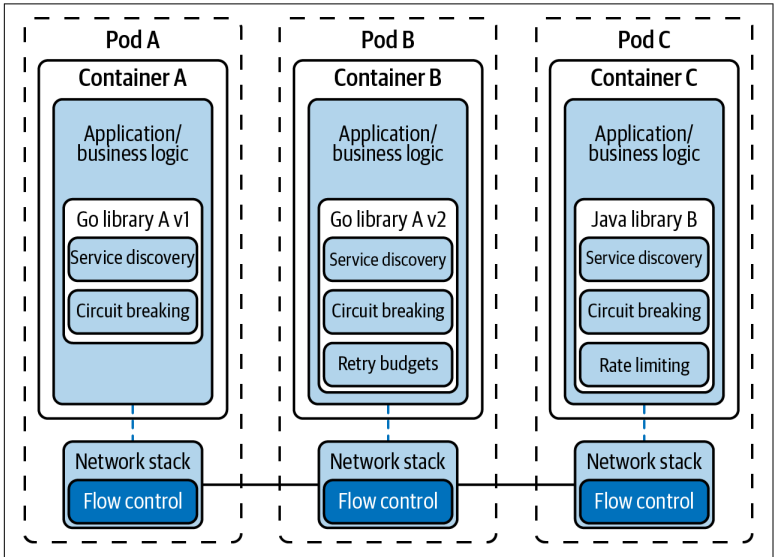 Pod A
Container A
Application/
business logic
Go library A v1
Service discovery
Circuit breaking
Network stack
Flow control
Pod B
Container B
Application/
business logic
Go library A v2
Service discovery
Circuit breaking
Retry budgets
Network stack
Flow control
Pod C
Container C
Application/
business logic
Java library B
Service discovery
Circuit breaking
Rate limiting
Network stack
Flow control